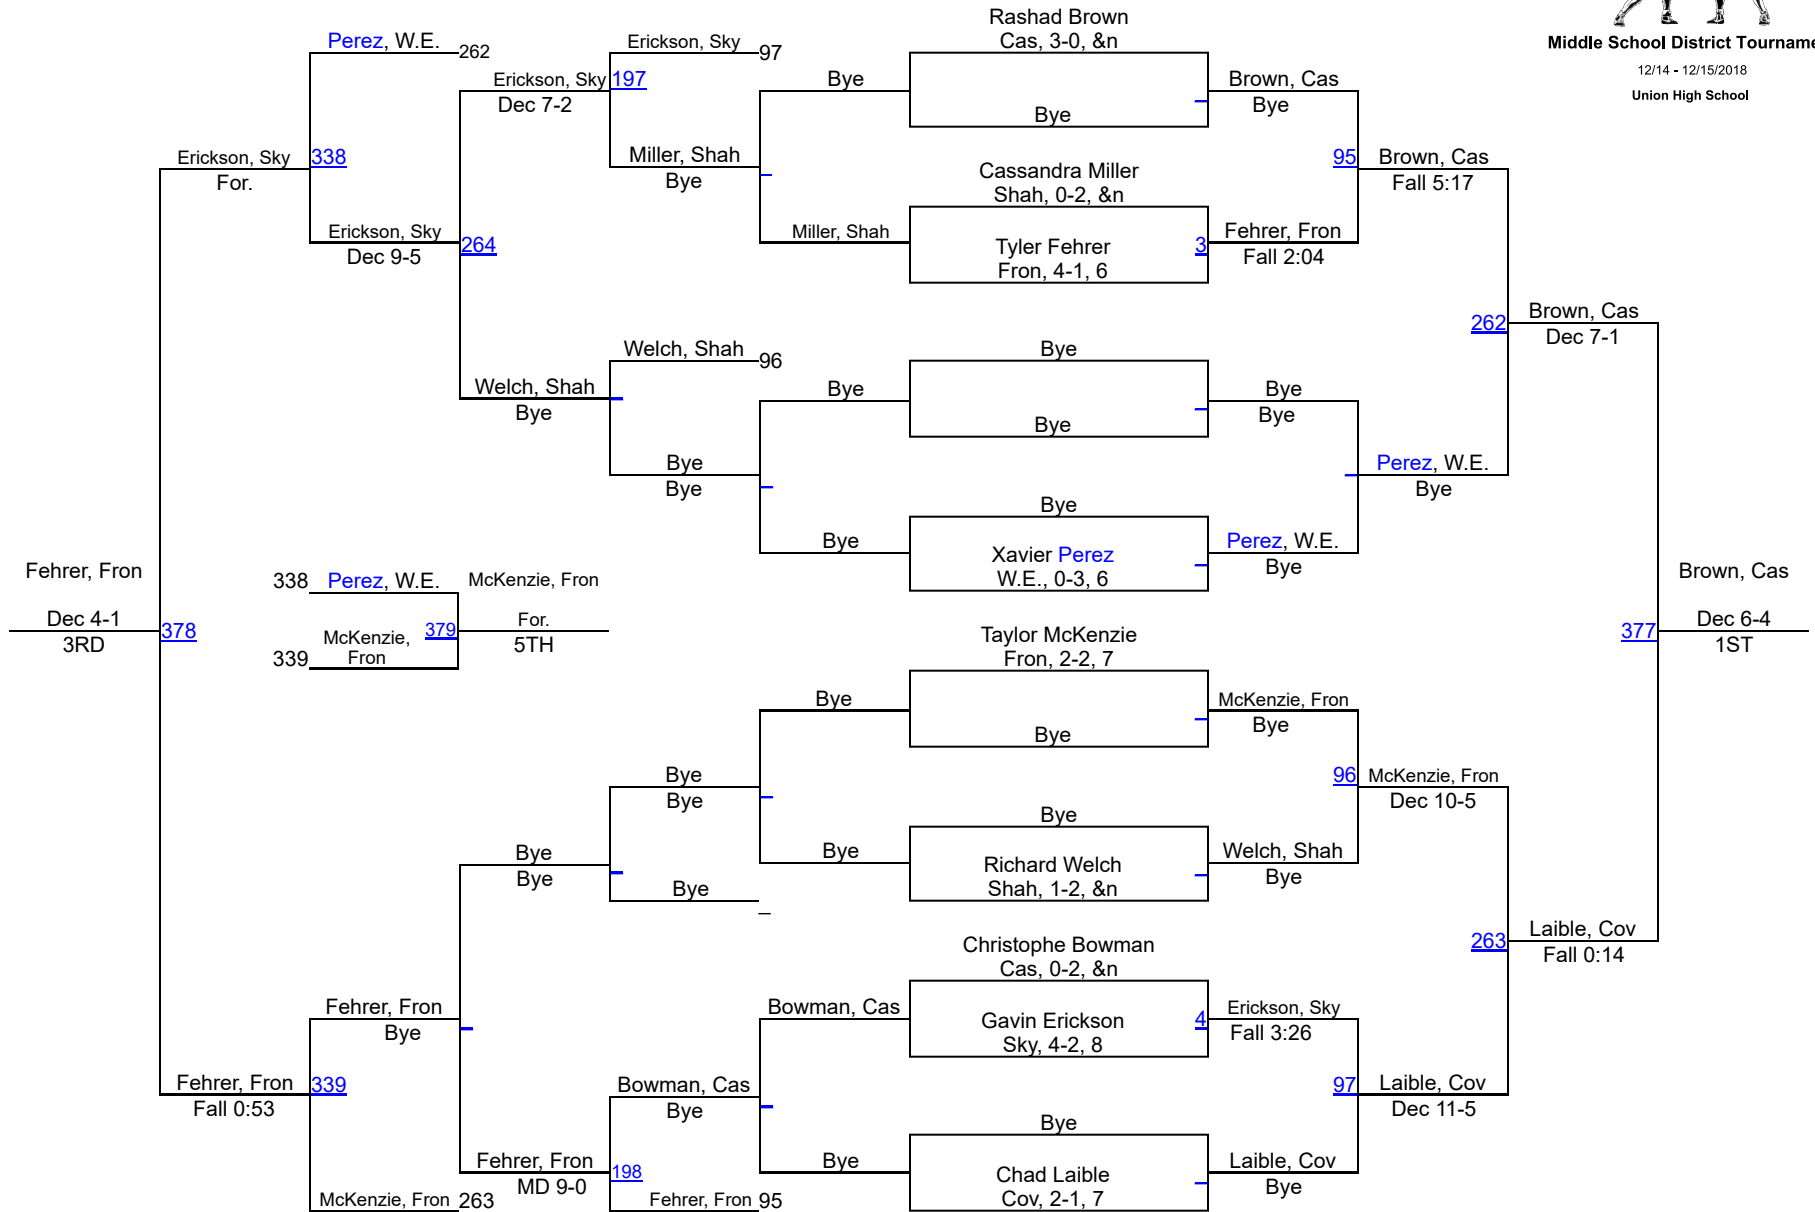 Middle School District Tourname
12/14 - 12/15/2018
Union High School
Perez, W.E.
262
Erickson, Sky
Dec 7-2
197
Erickson, Sky
97
Miller, Shah
Bye
338
Erickson, Sky
For.
Erickson, Sky
Dec 9-5
264
Welch, Shah
96
Welch, Shah
Bye
Bye
Bye
Bye
Miller, Shah
Bye
Bye
Rashad Brown
Cas, 3-0, &n
Bye
Cassandra Miller
Shah, 0-2, &n
Tyler Fehrer
Fron, 4-1, 6
3
Bye
Bye
Bye
Xavier Perez
W.E., 0-3, 6
Brown, Cas
Bye
Fehrer, Fron
Fall 2:04
Bye
Bye
Perez, W.E.
Bye
95
Brown, Cas
Fall 5:17
Perez, W.E.
Bye
262
Brown, Cas
Dec 7-1
Fehrer, Fron
Dec 4-1
3RD
378
338
Perez, W.E.
339
McKenzie,
Fron
379
McKenzie, Fron
For.
5TH
377
Brown, Cas
Dec 6-4
1ST
Bye
Bye
Bye
Bye
Bye
Bye
Bye
_
Taylor McKenzie
Fron, 2-2, 7
Bye
Bye
Richard Welch
Shah, 1-2, &n
McKenzie, Fron
Bye
Welch, Shah
Bye
96
McKenzie, Fron
Dec 10-5
263
Laible, Cov
Fall 0:14
Fehrer, Fron
Bye
Fehrer, Fron
Fall 0:53
339
McKenzie, Fron
263
Fehrer, Fron
MD 9-0
198
Bowman, Cas
Bye
Fehrer, Fron
95
Bowman, Cas
Bye
Christophe Bowman
Cas, 0-2, &n
Gavin Erickson
Sky, 4-2, 8
4
Bye
Chad Laible
Cov, 2-1, 7
Erickson, Sky
Fall 3:26
Laible, Cov
Bye
97
Laible, Cov
Dec 11-5